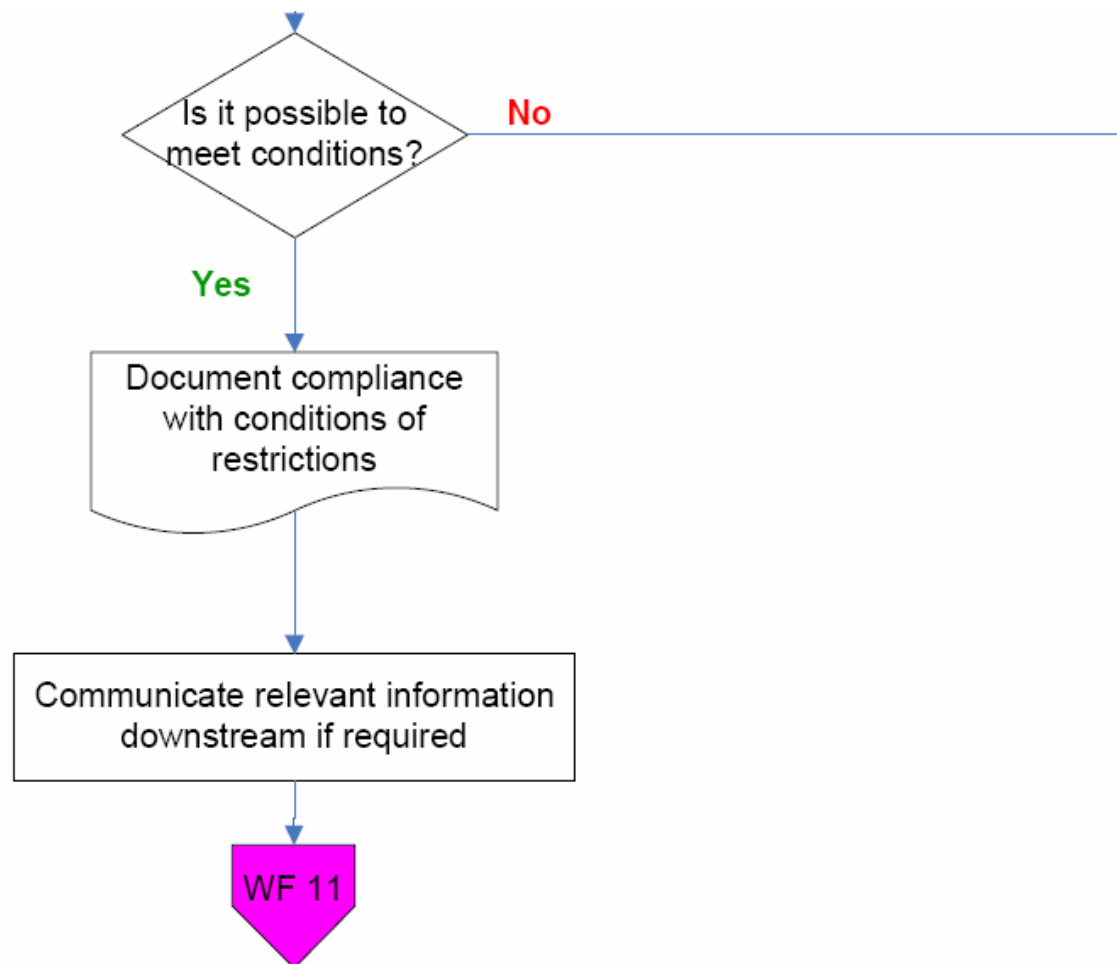 Is it possible to
meet conditions?
No
Yes
Document compliance
with conditions of
restrictions
Communicate relevant information
downstream if required
WF 11